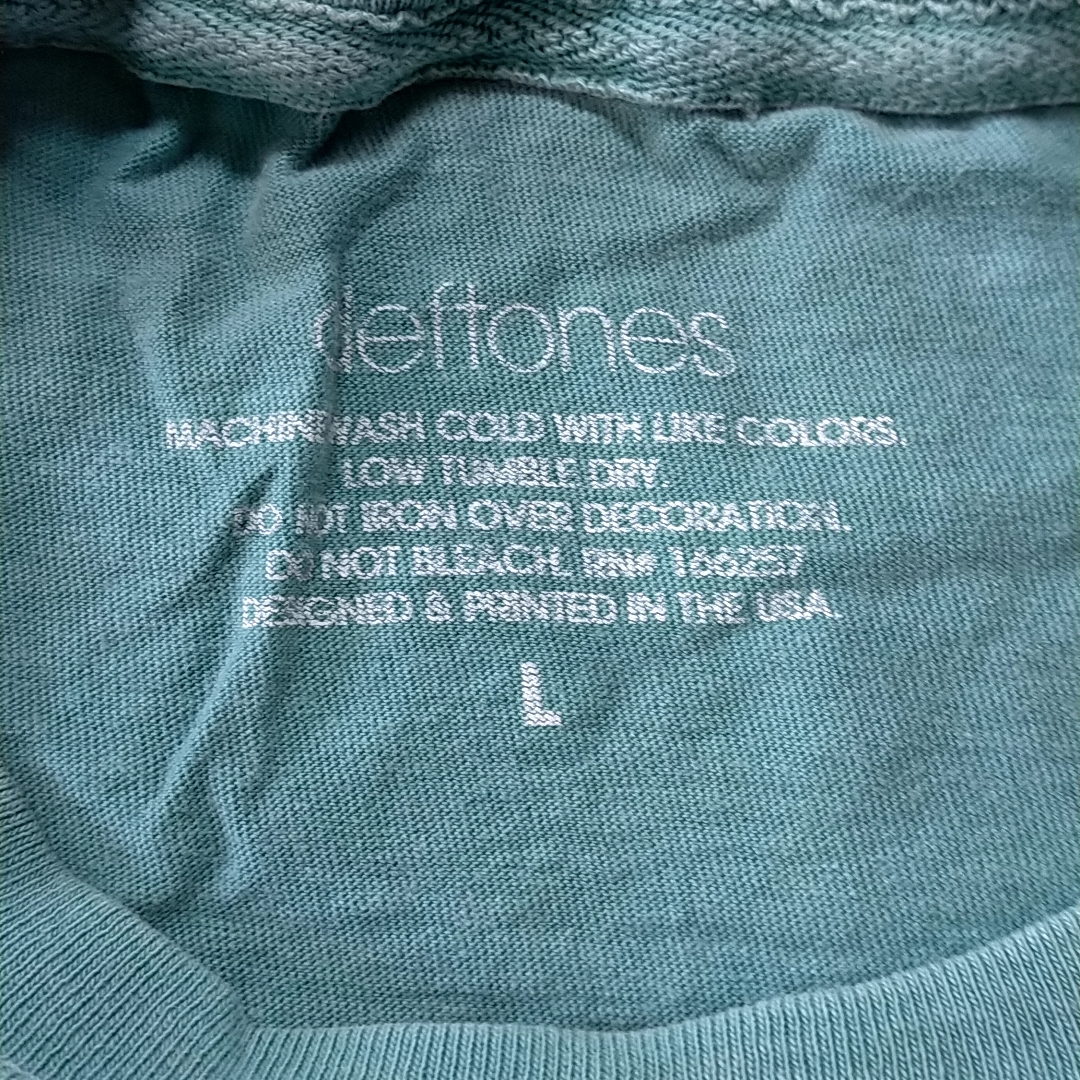 deftones
MACHINE WASH COLD WITH LIKE COLORS.
LOW TUMBLE DRY.
DO NOT IRON OVER DECORATION.
DO NOT BLEACH. RN# 166257
DESIGNED & PRINTED IN THE USA.
L